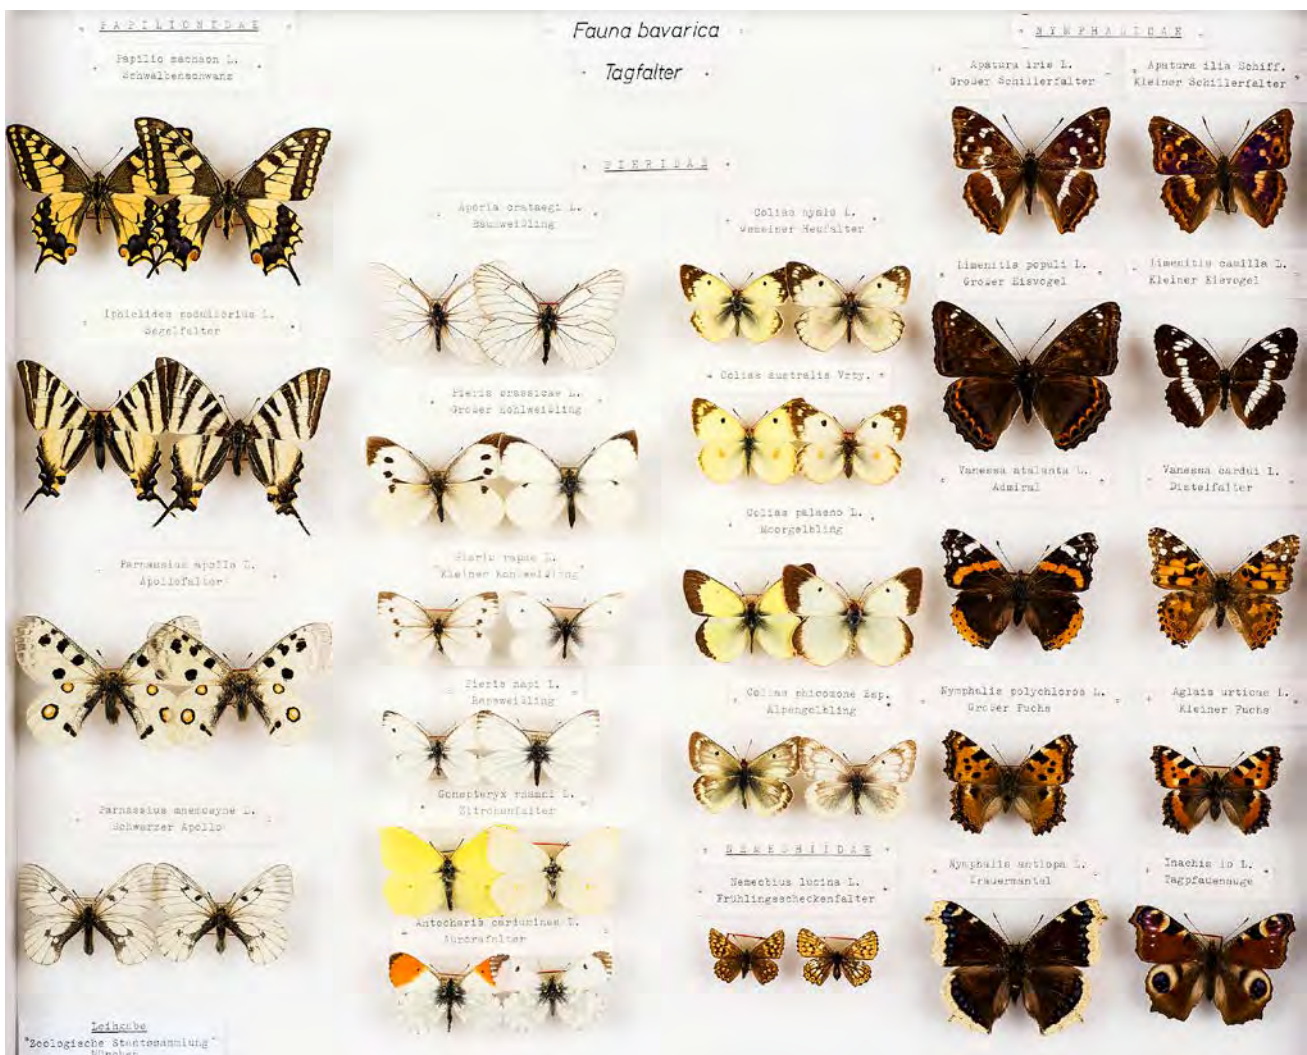 Fauna bavarica
Tagfalter
PAPILIONIDAE
Papilio machaon L.
Schwalbenschwanz
Iphiclides podalirius L.
Segelfalter
Parnassius apollo L.
Apollofalter
Parnassius mnemosyne L.
Schwarzer Apollo
Leihgabe
"Zoologische Staatssammlung"
München
PIERIDAE
Aporia crataegi L.
Baumweißling
Pieris brassicae L.
Großer Kohlweißling
Pieris rapae L.
Kleiner Kohlweißling
Pieris napi L.
Rapsweißling
Gonepteryx rhamni L.
Zitronenfalter
Antocharis cardamines L.
Aurorafalter
Colias hyale L.
Heufalter
Colias australis Vrty.
Colias palaeno L.
Moorgelbling
Colias phicomone Esp.
Alpengelbling
NEMEOBIIDAE
Nemeobius lucina L.
Frühlingsscheckenfalter
NYMPHALIDAE
Apatura iris L.
Großer Schillerfalter
Apatura ilia Schiff.
Kleiner Schillerfalter
Limenitis populi L.
Großer Eisvogel
Limenitis camilla L.
Kleiner Eisvogel
Vanessa atalanta L.
Admiral
Vanessa cardui L.
Distelfalter
Nymphalis polychloros L.
Großer Fuchs
Aglais urticae L.
Kleiner Fuchs
Nymphalis antiopa L.
Trauermantel
Inachis io L.
Tagpfauenauge